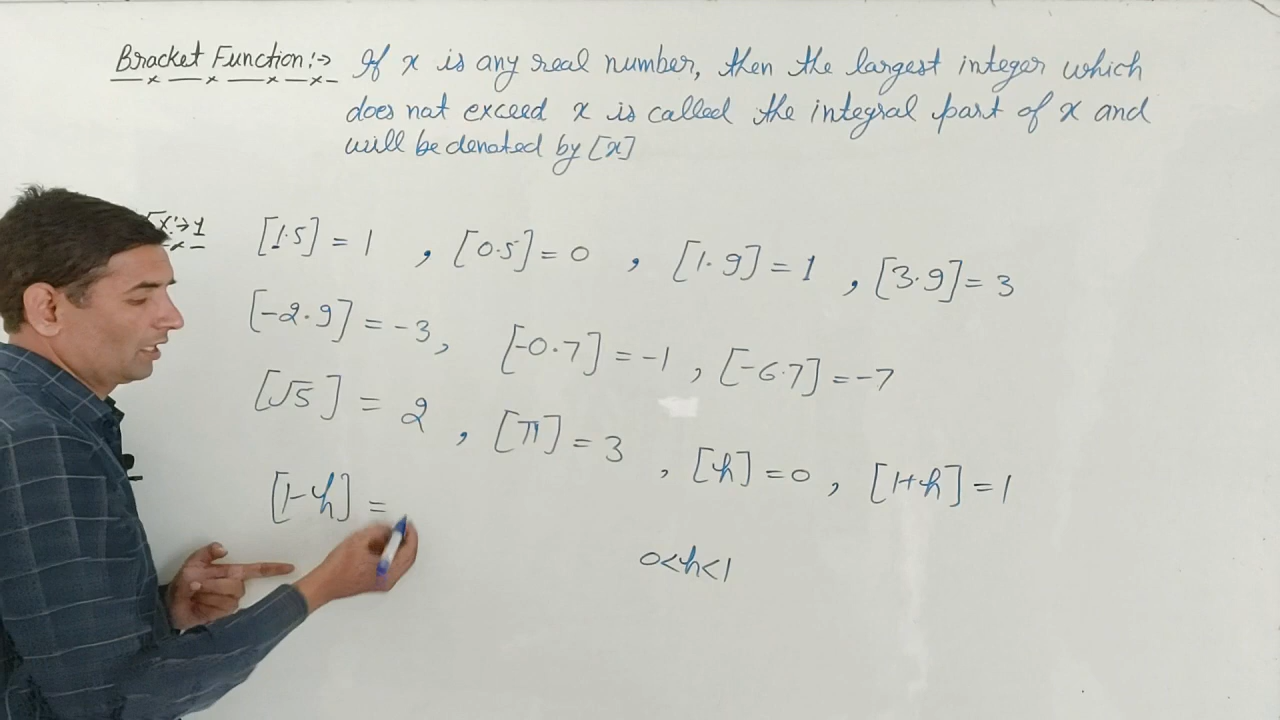 Bracket Function:→ If x is any real number, then the largest integer which
does not exceed x is called the integral part of x and
will be denoted by [x]
Ex:→1 [1.5] = 1 , [0.5] = 0 , [1.9] = 1 , [3.9] = 3
[-2.9] = -3, [-0.7] = -1 , [-6.7] = -7
[√5] = 2 , [π] = 3 , [h] = 0 , [1+h] = 1
[1-h] =
0<h<1